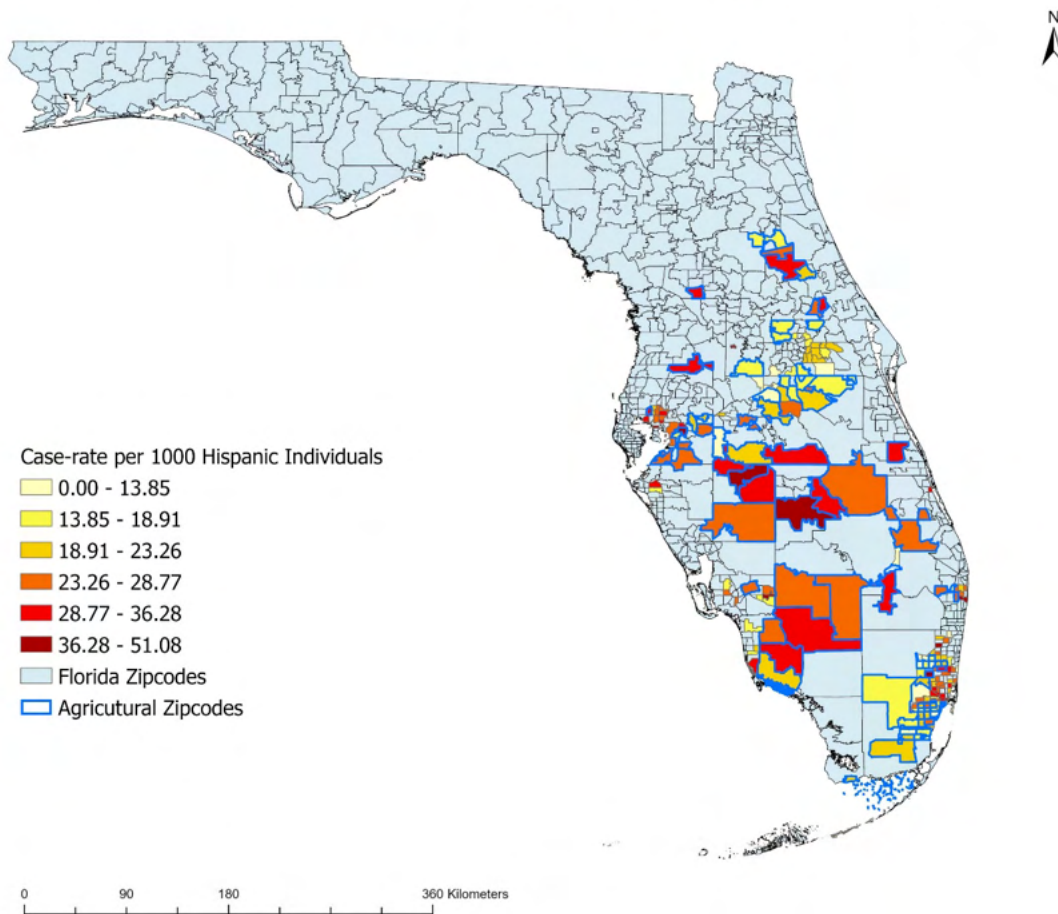 N
Case-rate per 1000 Hispanic Individuals
0.00 - 13.85
13.85 - 18.91
18.91 - 23.26
23.26 - 28.77
28.77 - 36.28
36.28 - 51.08
Florida Zipcodes
Agricutural Zipcodes
0 90 180 360 Kilometers